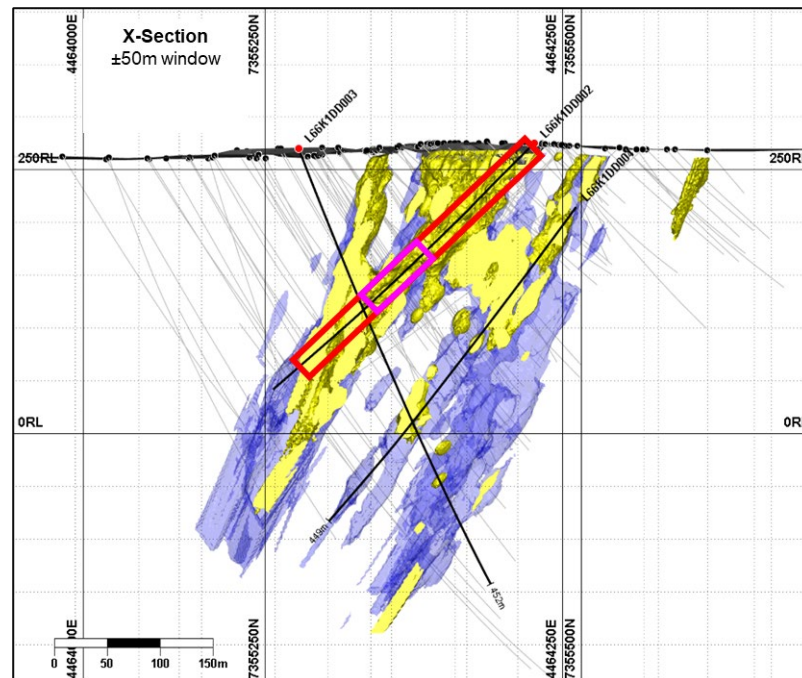 X-Section
±50m window
4464000E
7355250N
4464250E
7355500N
L66K1DD003
L66K1DD002
L66K1DD004
250RL
250R
0RL
0R
449m
452m
4464000E
7355250N
4464250E
7355500N
0 50 100 150m